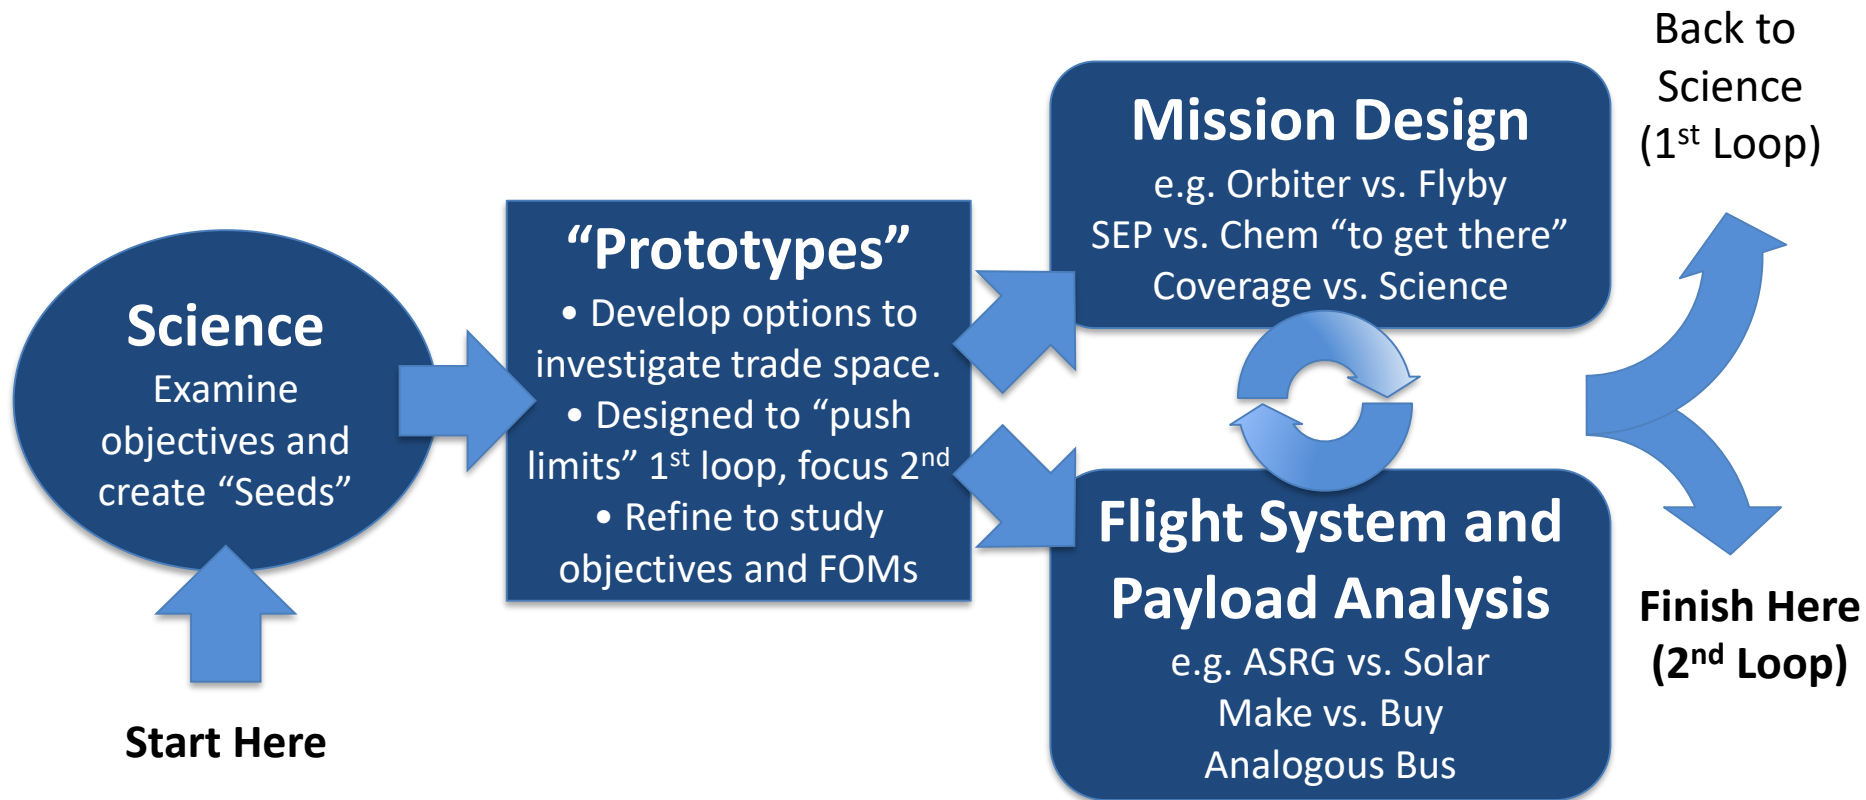 Science
Examine
objectives and
create “Seeds”
Start Here
“Prototypes”
• Develop options to
investigate trade space.
• Designed to “push
limits” 1st loop, focus 2nd
• Refine to study
objectives and FOMs
Mission Design
e.g. Orbiter vs. Flyby
SEP vs. Chem “to get there”
Coverage vs. Science
Flight System and
Payload Analysis
e.g. ASRG vs. Solar
Make vs. Buy
Analogous Bus
Back to
Science
(1st Loop)
Finish Here
(2nd Loop)